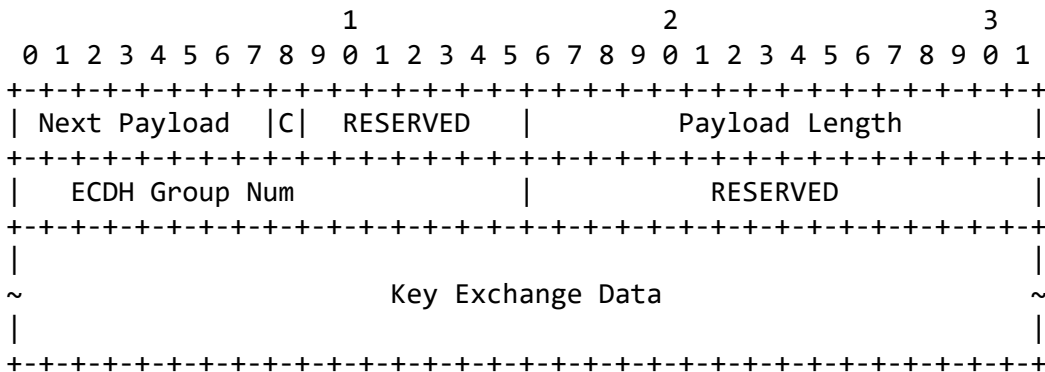 1                   2                   3
 0 1 2 3 4 5 6 7 8 9 0 1 2 3 4 5 6 7 8 9 0 1 2 3 4 5 6 7 8 9 0 1
+-+-+-+-+-+-+-+-+-+-+-+-+-+-+-+-+-+-+-+-+-+-+-+-+-+-+-+-+-+-+-+-+
| Next Payload  |C|  RESERVED   |         Payload Length        |
+-+-+-+-+-+-+-+-+-+-+-+-+-+-+-+-+-+-+-+-+-+-+-+-+-+-+-+-+-+-+-+-+
|   ECDH Group Num              |           RESERVED            |
+-+-+-+-+-+-+-+-+-+-+-+-+-+-+-+-+-+-+-+-+-+-+-+-+-+-+-+-+-+-+-+-+
|                                                               |
~                       Key Exchange Data                       ~
|                                                               |
+-+-+-+-+-+-+-+-+-+-+-+-+-+-+-+-+-+-+-+-+-+-+-+-+-+-+-+-+-+-+-+-+